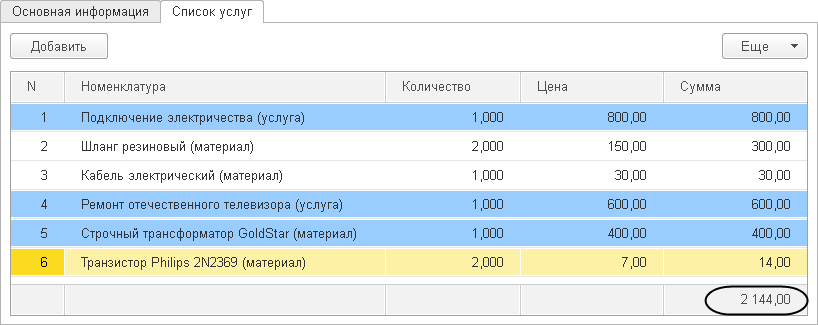 Основная информация Список услуг
Добавить Еще
N Номенклатура Количество Цена Сумма
1 Подключение электричества (услуга) 1,000 800,00 800,00
2 Шланг резиновый (материал) 2,000 150,00 300,00
3 Кабель электрический (материал) 1,000 30,00 30,00
4 Ремонт отечественного телевизора (услуга) 1,000 600,00 600,00
5 Строчный трансформатор GoldStar (материал) 1,000 400,00 400,00
6 Транзистор Philips 2N2369 (материал) 2,000 7,00 14,00
2 144,00